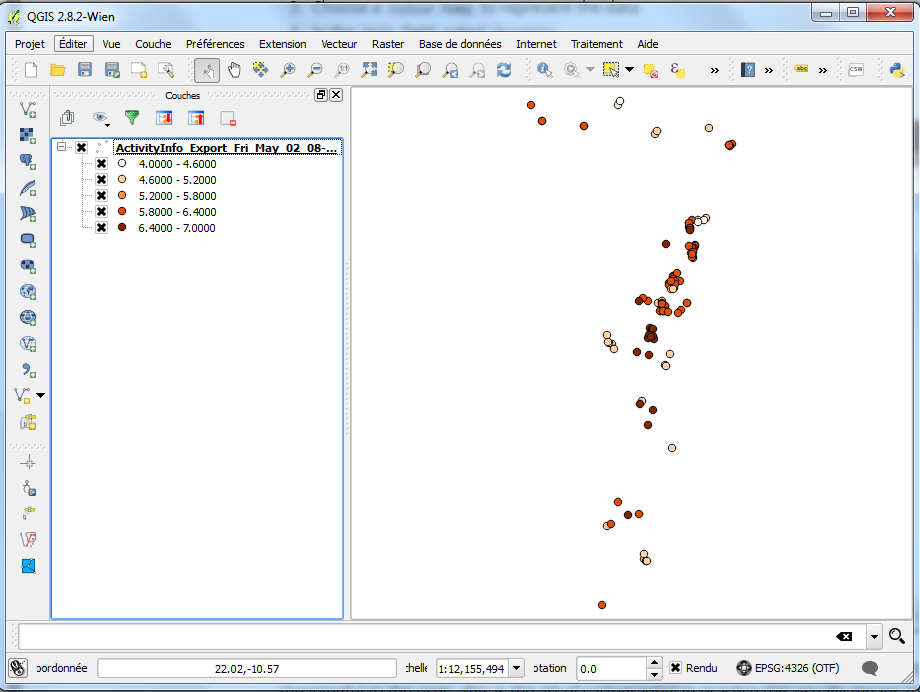 QGIS 2.8.2-Wien
Projet Éditer Vue Couche Préférences Extension Vecteur Raster Base de données Internet Traitement Aide
CSW
Couches
ActivityInfo_Export_Fri_May_02_08-...
4.0000 - 4.6000
4.6000 - 5.2000
5.2000 - 5.8000
5.8000 - 6.4000
6.4000 - 7.0000
oordonnée 22.02,-10.57 chelle 1:12,155,494 otation 0.0 Rendu EPSG:4326 (OTF)